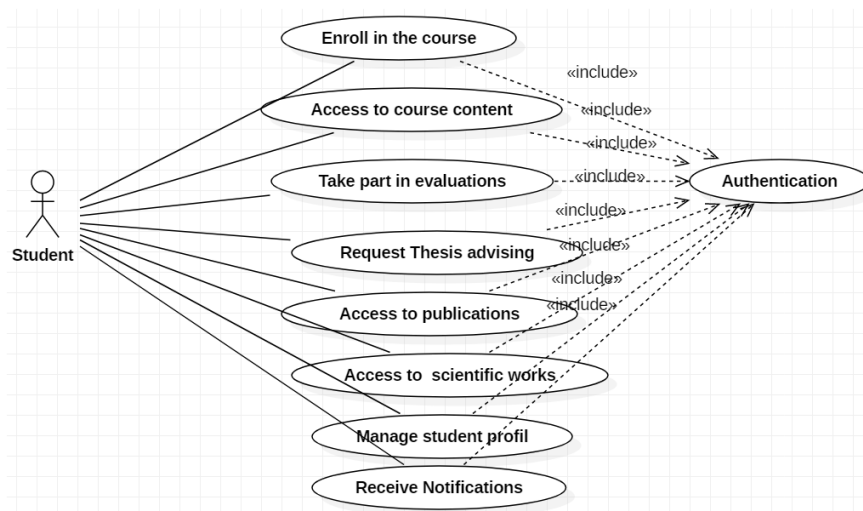 Enroll in the course
«include»
Access to course content
«include»
«include»
Take part in evaluations
«include»
Authentication
«include»
Student
Request Thesis advising
«include»
«include»
Access to publications
«include»
Access to  scientific works
Manage student profil
Receive Notifications